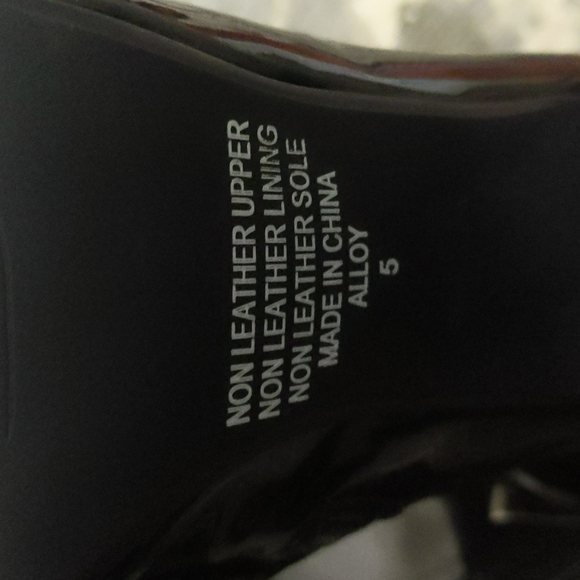 NON LEATHER UPPER
NON LEATHER LINING
NON LEATHER SOLE
MADE IN CHINA
ALLOY
5